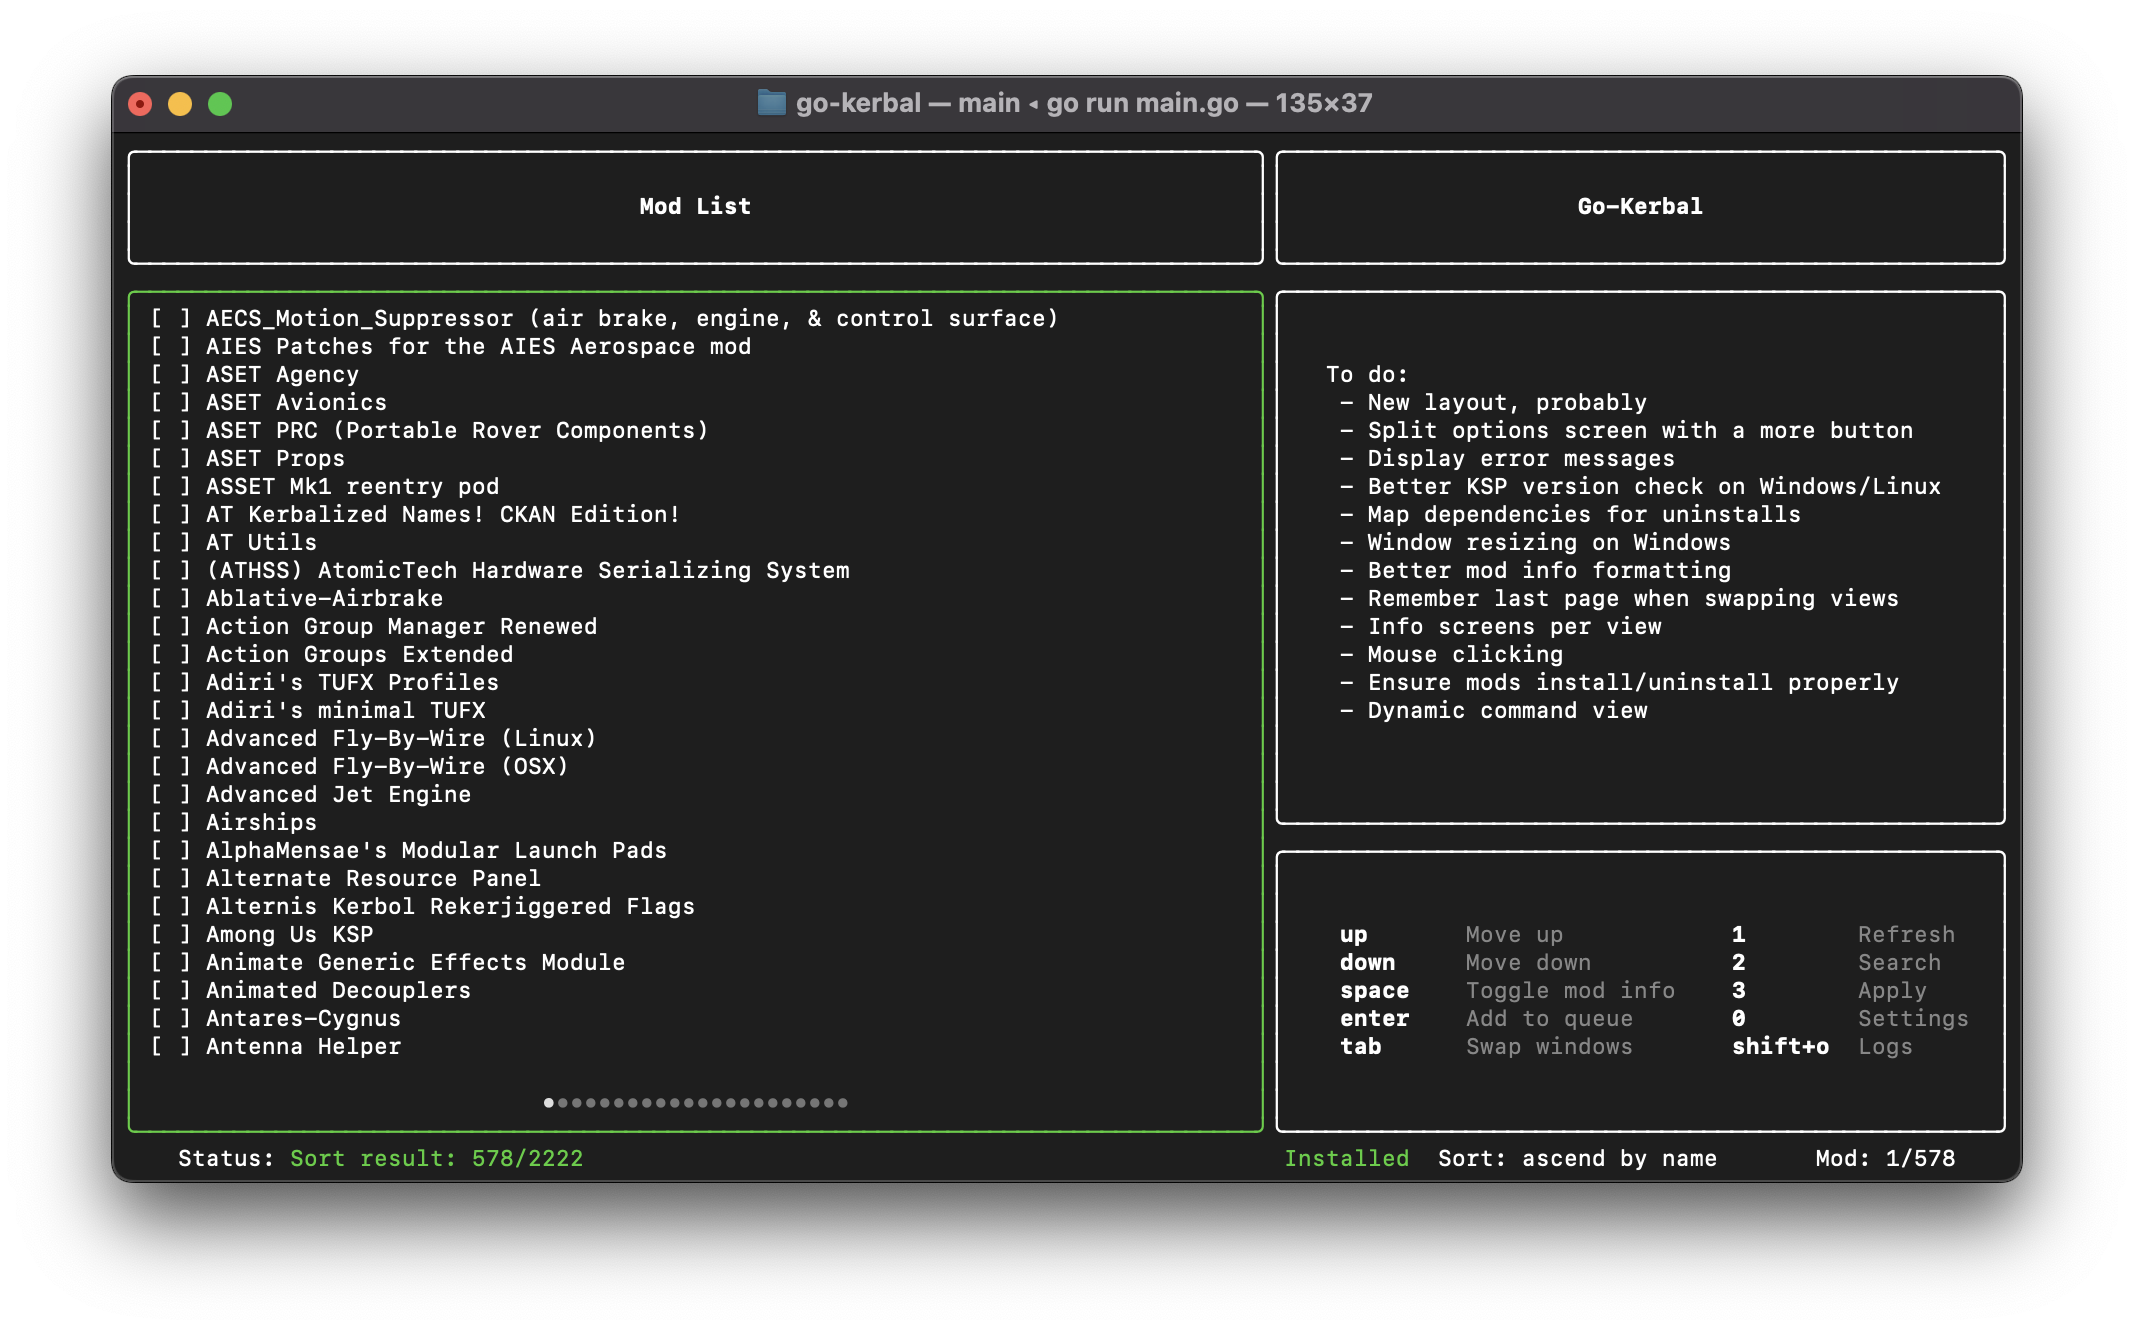 go-kerbal — main ◂ go run main.go — 135×37
Mod List
Go-Kerbal
[ ] AECS_Motion_Suppressor (air brake, engine, & control surface)
[ ] AIES Patches for the AIES Aerospace mod
[ ] ASET Agency
[ ] ASET Avionics
[ ] ASET PRC (Portable Rover Components)
[ ] ASET Props
[ ] ASSET Mk1 reentry pod
[ ] AT Kerbalized Names! CKAN Edition!
[ ] AT Utils
[ ] (ATHSS) AtomicTech Hardware Serializing System
[ ] Ablative-Airbrake
[ ] Action Group Manager Renewed
[ ] Action Groups Extended
[ ] Adiri's TUFX Profiles
[ ] Adiri's minimal TUFX
[ ] Advanced Fly-By-Wire (Linux)
[ ] Advanced Fly-By-Wire (OSX)
[ ] Advanced Jet Engine
[ ] Airships
[ ] AlphaMensae's Modular Launch Pads
[ ] Alternate Resource Panel
[ ] Alternis Kerbol Rekerjiggered Flags
[ ] Among Us KSP
[ ] Animate Generic Effects Module
[ ] Animated Decouplers
[ ] Antares-Cygnus
[ ] Antenna Helper
To do:
- New layout, probably
- Split options screen with a more button
- Display error messages
- Better KSP version check on Windows/Linux
- Map dependencies for uninstalls
- Window resizing on Windows
- Better mod info formatting
- Remember last page when swapping views
- Info screens per view
- Mouse clicking
- Ensure mods install/uninstall properly
- Dynamic command view
up Move up 1 Refresh
down Move down 2 Search
space Toggle mod info 3 Apply
enter Add to queue 0 Settings
tab Swap windows shift+o Logs
Status: Sort result: 578/2222 Installed Sort: ascend by name Mod: 1/578